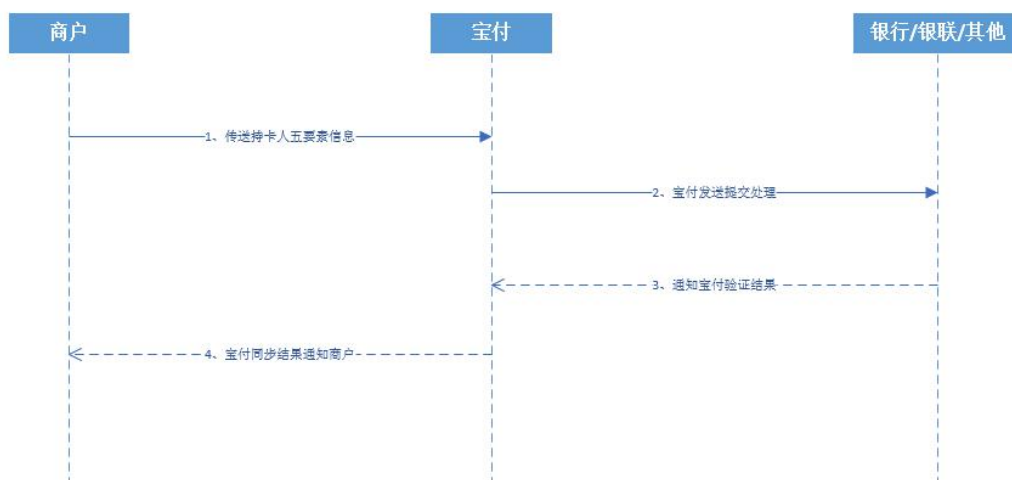 商户
宝付
银行/银联/其他
1、传送持卡人五要素信息
2、宝付发送提交处理
3、通知宝付验证结果
4、宝付同步结果通知商户